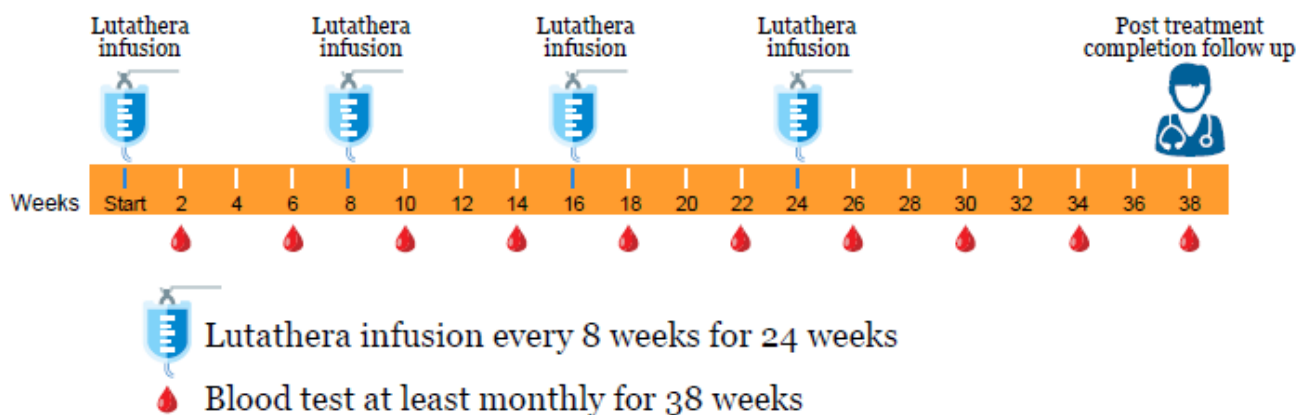 Lutathera
infusion
Lutathera
infusion
Lutathera
infusion
Lutathera
infusion
Post treatment
completion follow up
Weeks Start 2 4 6 8 10 12 14 16 18 20 22 24 26 28 30 32 34 36 38
Lutathera infusion every 8 weeks for 24 weeks
Blood test at least monthly for 38 weeks